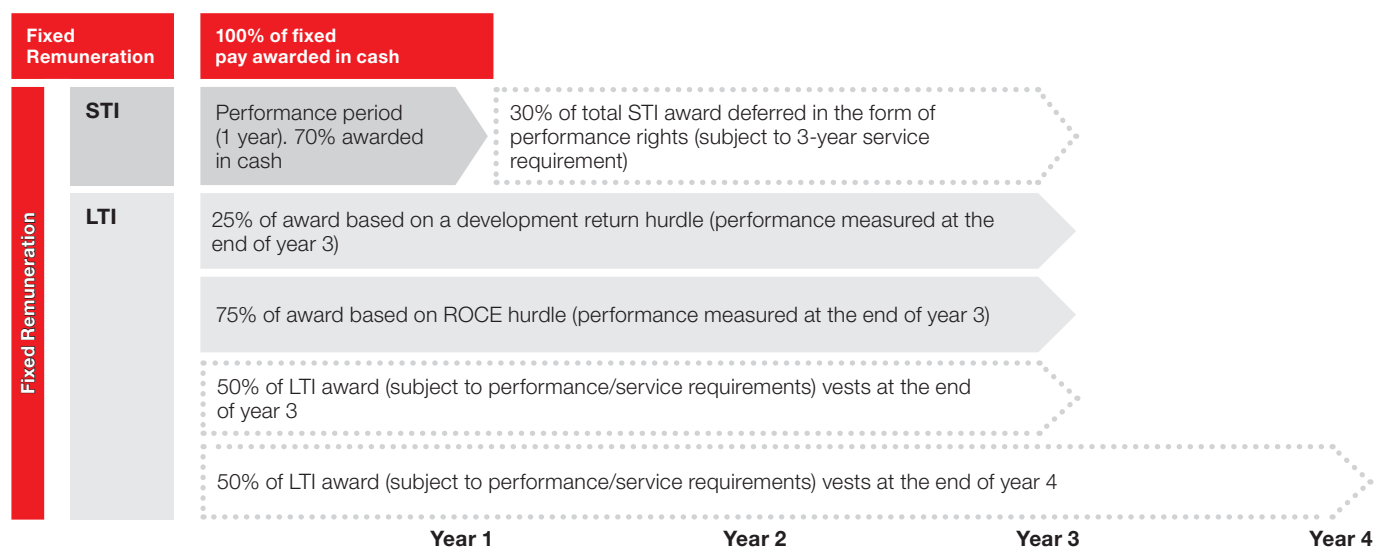 Fixed
Remuneration
100% of fixed
pay awarded in cash
Fixed Remuneration
STI
Performance period
(1 year). 70% awarded
in cash
30% of total STI award deferred in the form of
performance rights (subject to 3-year service
requirement)
LTI
25% of award based on a development return hurdle (performance measured at the
end of year 3)
75% of award based on ROCE hurdle (performance measured at the end of year 3)
50% of LTI award (subject to performance/service requirements) vests at the end
of year 3
50% of LTI award (subject to performance/service requirements) vests at the end of year 4
Year 1
Year 2
Year 3
Year 4